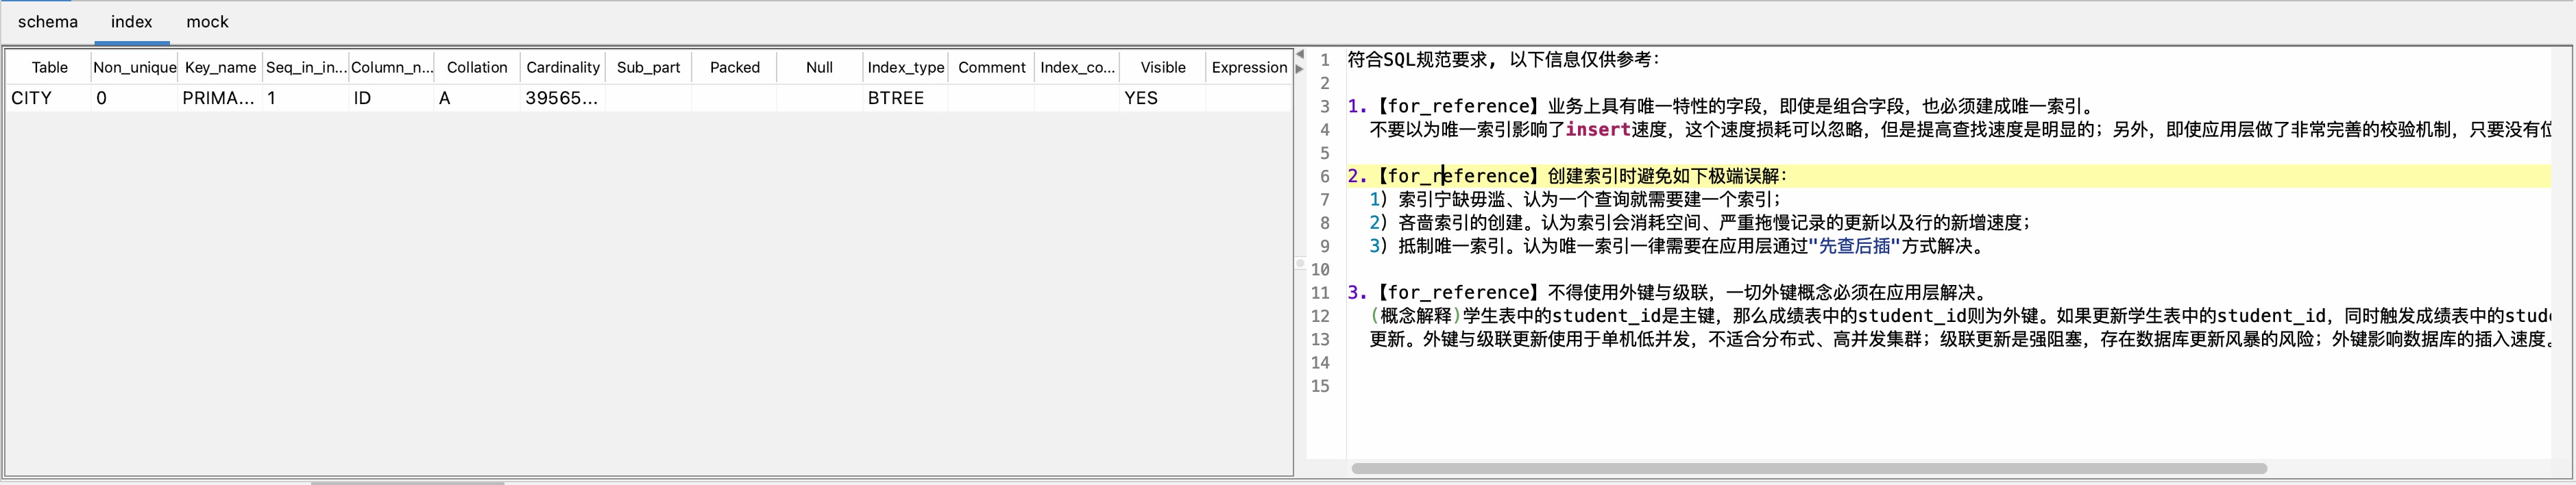 schema index mock
Table Non_unique Key_name Seq_in_in... Column_n... Collation Cardinality Sub_part Packed Null Index_type Comment Index_co... Visible Expression
CITY 0 PRIMA... 1 ID A 39565... BTREE YES
1 符合SQL规范要求, 以下信息仅供参考:
2
3 1.【for_reference】业务上具有唯一特性的字段，即使是组合字段，也必须建成唯一索引。
4 不要以为唯一索引影响了insert速度，这个速度损耗可以忽略，但是提高查找速度是明显的；另外，即使应用层做了非常完善的校验机制，只要没有位
5
6 2.【for_reference】创建索引时避免如下极端误解：
7 1) 索引宁缺毋滥、认为一个查询就需要建一个索引；
8 2) 吝啬索引的创建。认为索引会消耗空间、严重拖慢记录的更新以及行的新增速度；
9 3) 抵制唯一索引。认为唯一索引一律需要在应用层通过"先查后插"方式解决。
10
11 3.【for_reference】不得使用外键与级联，一切外键概念必须在应用层解决。
12 (概念解释)学生表中的student_id是主键，那么成绩表中的student_id则为外键。如果更新学生表中的student_id，同时触发成绩表中的stud
13 更新。外键与级联更新使用于单机低并发，不适合分布式、高并发集群；级联更新是强阻塞，存在数据库更新风暴的风险；外键影响数据库的插入速度。
14
15